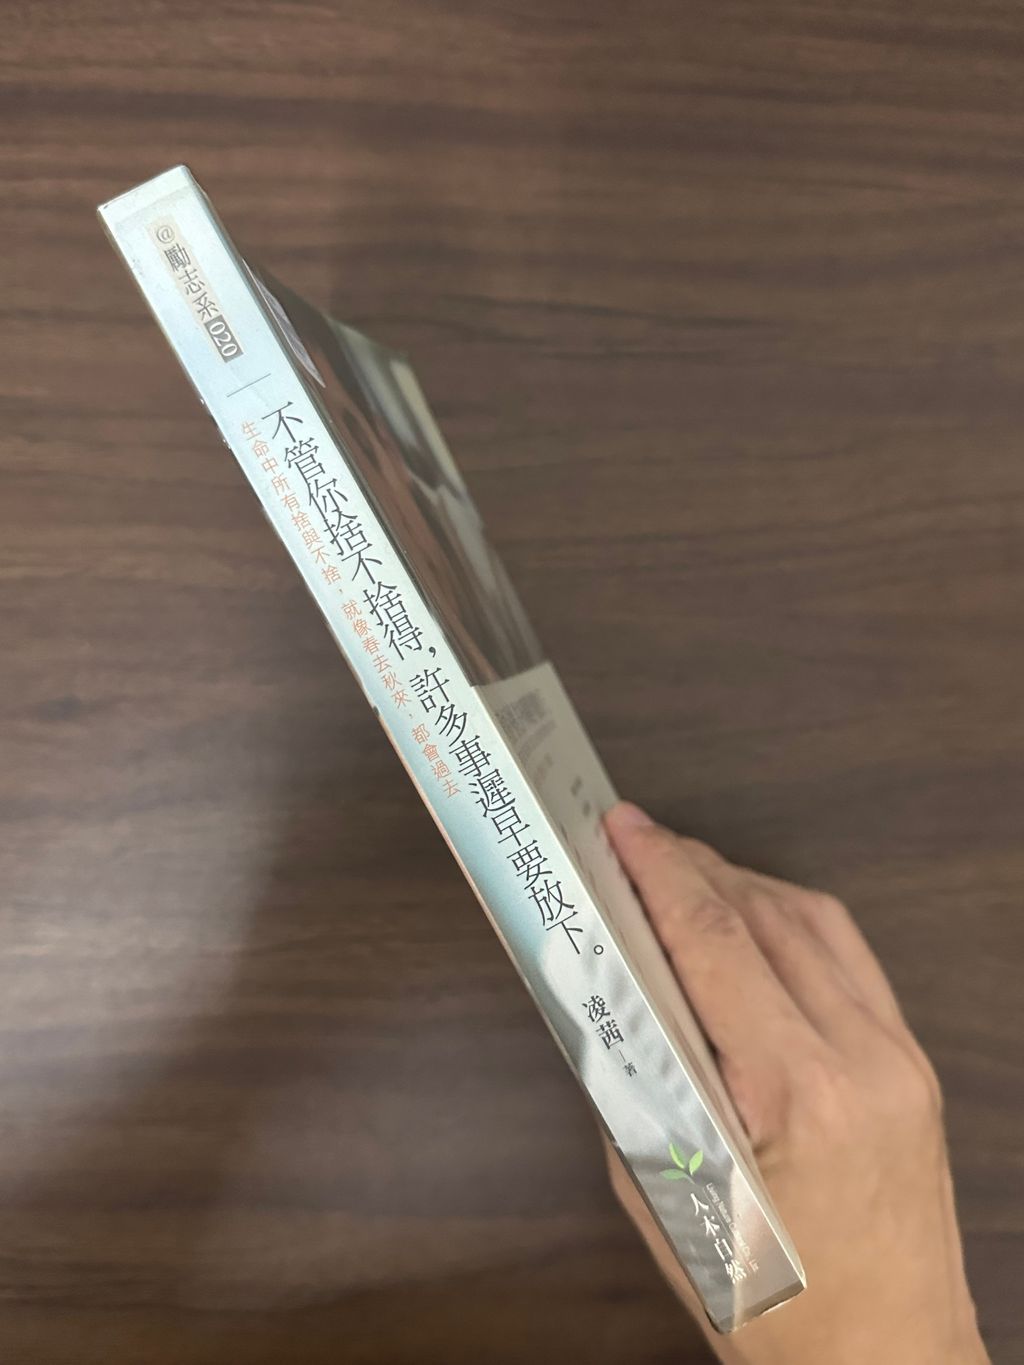 @勵志系020
不管你捨不捨得，許多事遲早要放下。
生命中所有捨與不捨，就像春去秋來，都會過去
凌茜 著
人木自然